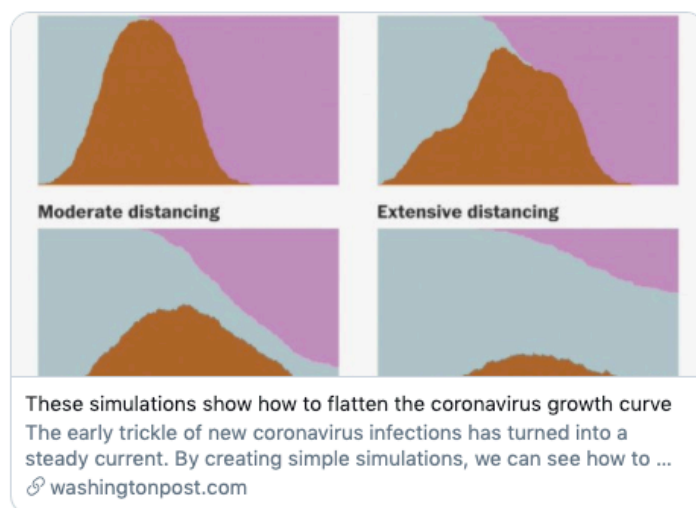 Moderate distancing
Extensive distancing
These simulations show how to flatten the coronavirus growth curve
The early trickle of new coronavirus infections has turned into a
steady current. By creating simple simulations, we can see how to ...
washingtonpost.com